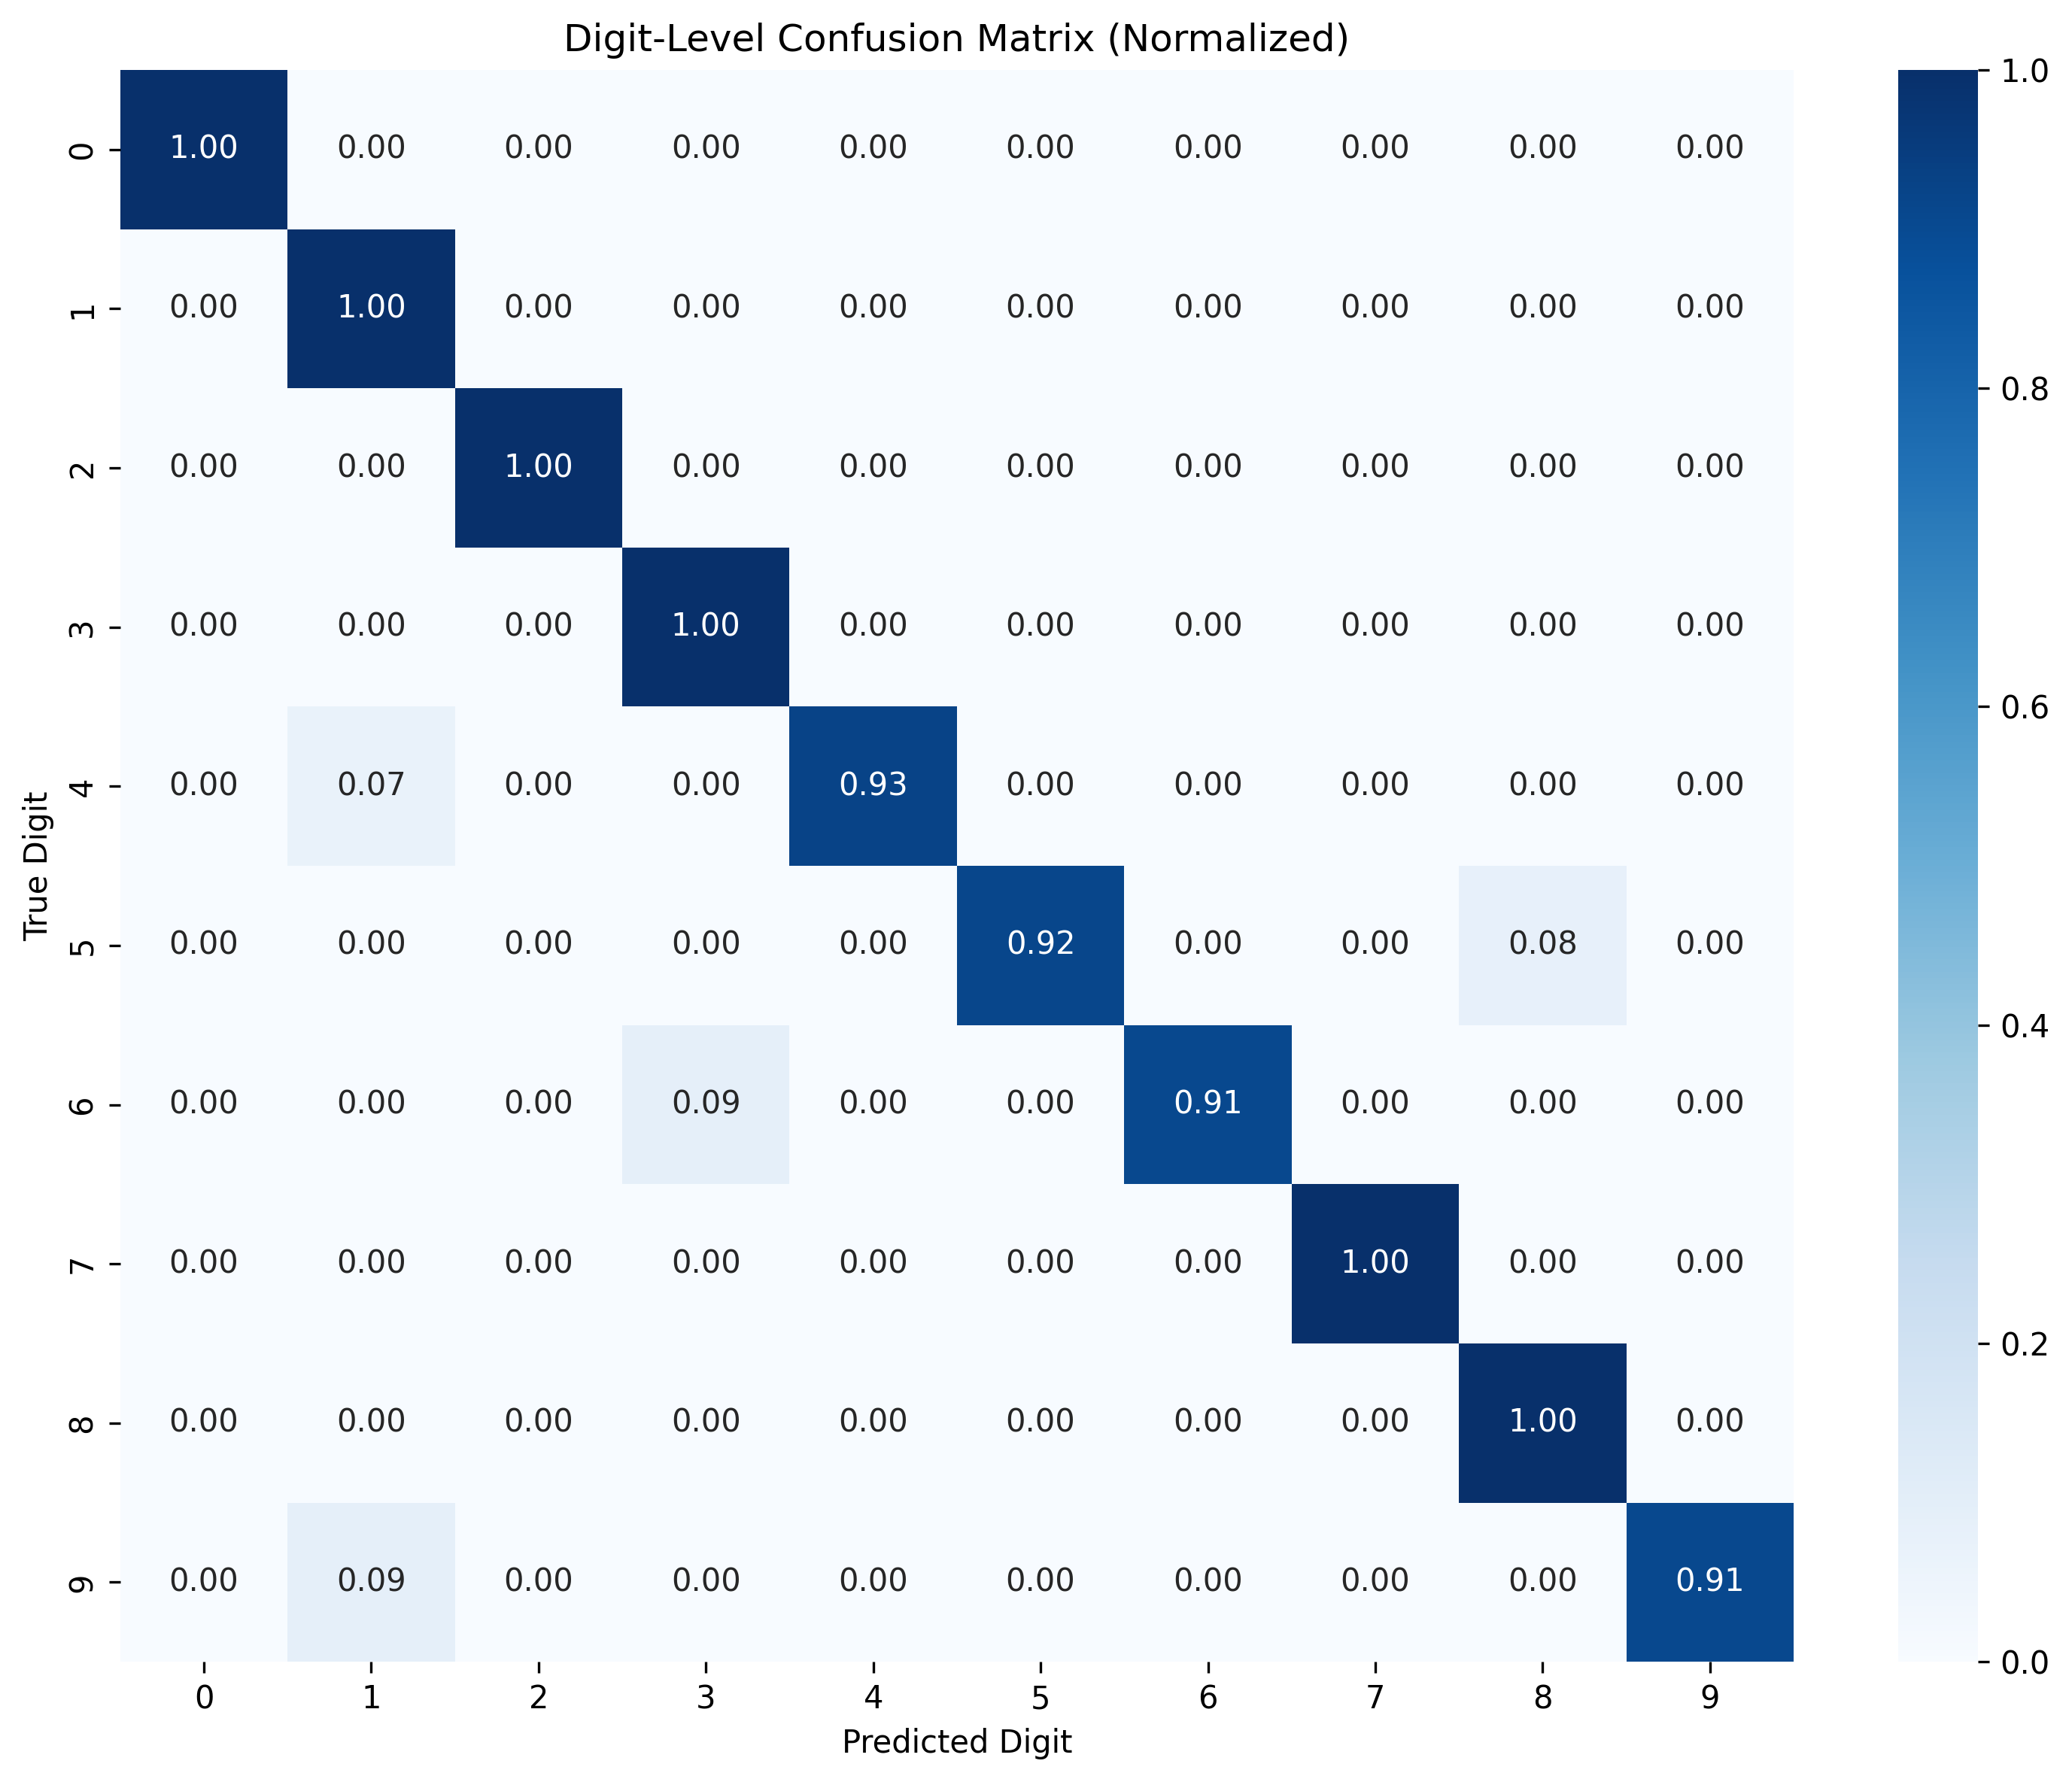 Digit-Level Confusion Matrix (Normalized)
0 1.00 0.00 0.00 0.00 0.00 0.00 0.00 0.00 0.00 0.00
1 0.00 1.00 0.00 0.00 0.00 0.00 0.00 0.00 0.00 0.00
2 0.00 0.00 1.00 0.00 0.00 0.00 0.00 0.00 0.00 0.00
3 0.00 0.00 0.00 1.00 0.00 0.00 0.00 0.00 0.00 0.00
4 0.00 0.07 0.00 0.00 0.93 0.00 0.00 0.00 0.00 0.00
5 0.00 0.00 0.00 0.00 0.00 0.92 0.00 0.00 0.08 0.00
6 0.00 0.00 0.00 0.09 0.00 0.00 0.91 0.00 0.00 0.00
7 0.00 0.00 0.00 0.00 0.00 0.00 0.00 1.00 0.00 0.00
8 0.00 0.00 0.00 0.00 0.00 0.00 0.00 0.00 1.00 0.00
9 0.00 0.09 0.00 0.00 0.00 0.00 0.00 0.00 0.00 0.91
0 1 2 3 4 5 6 7 8 9
Predicted Digit
True Digit
1.0
0.8
0.6
0.4
0.2
0.0